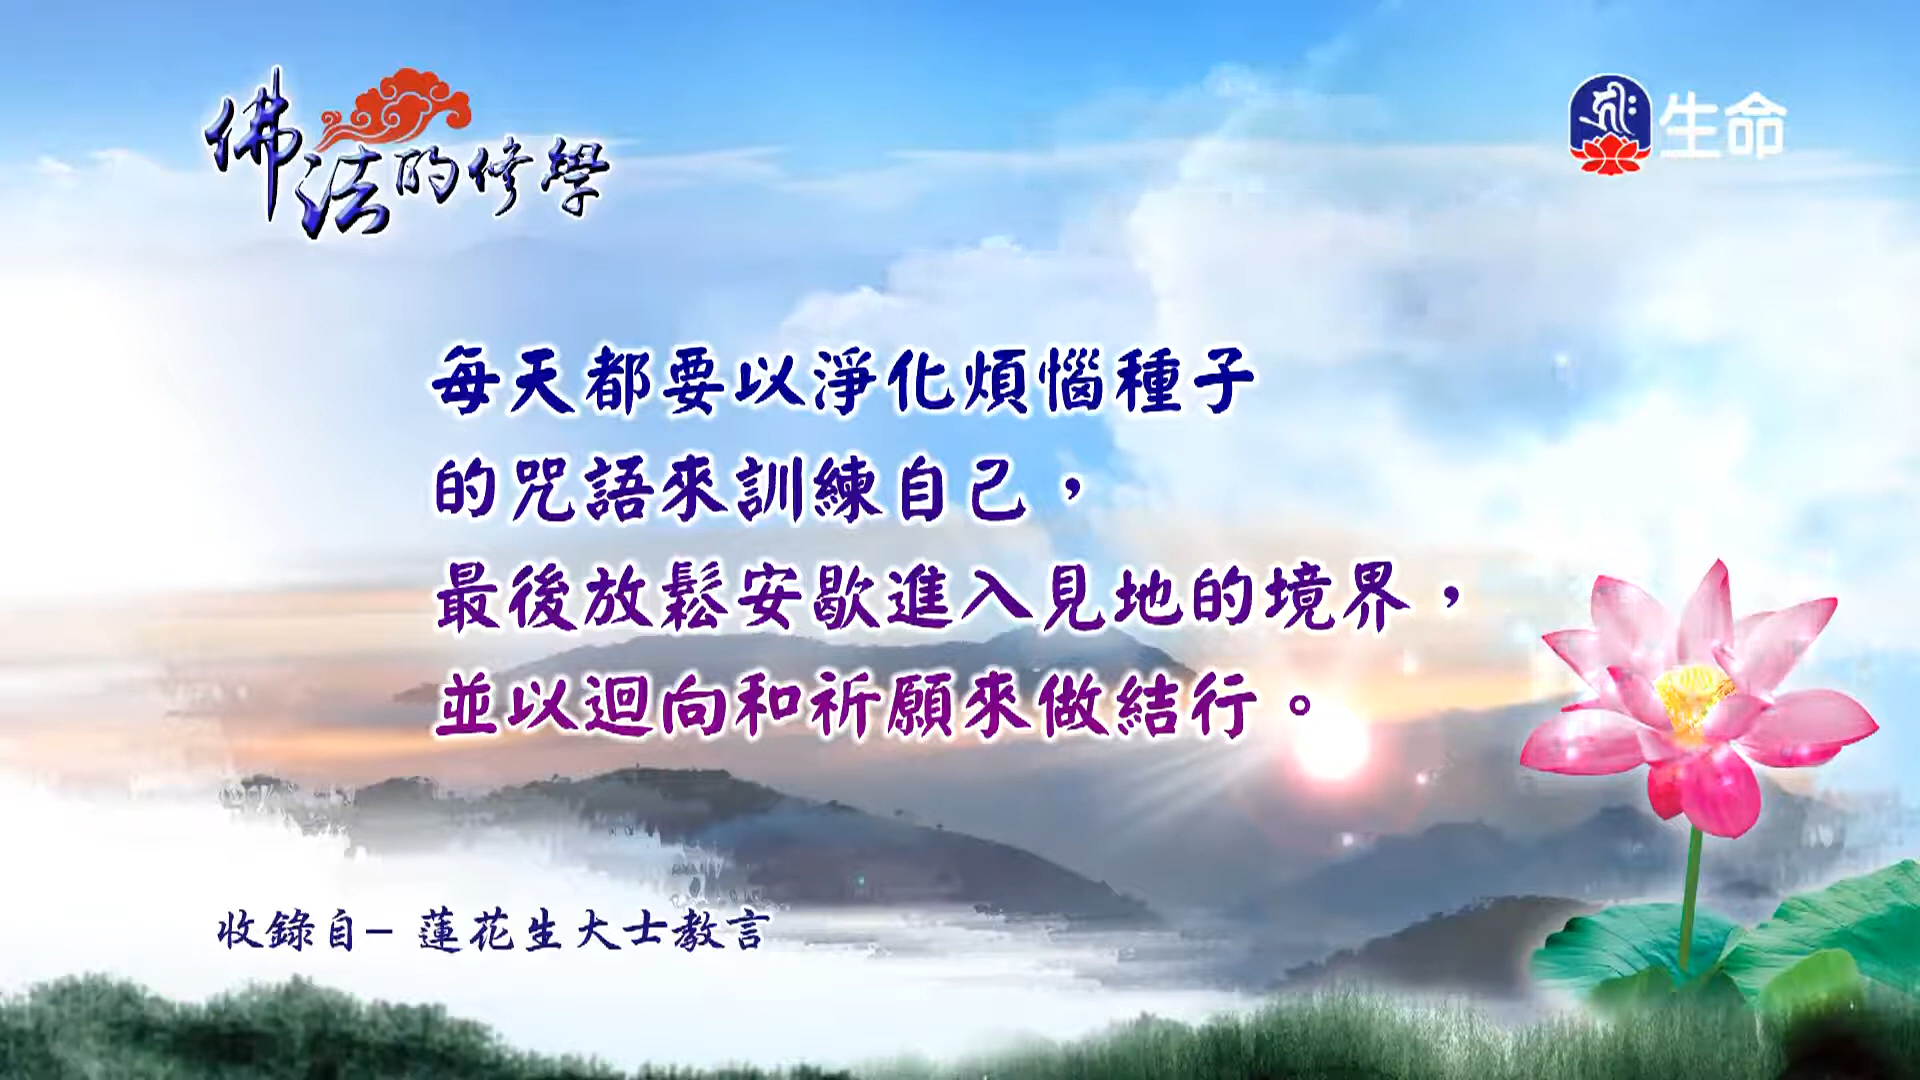 佛法的修學
生命
每天都要以淨化煩惱種子
的咒語來訓練自己，
最後放鬆安歇進入見地的境界，
並以迴向和祈願來做結行。
收錄自- 蓮花生大士教言